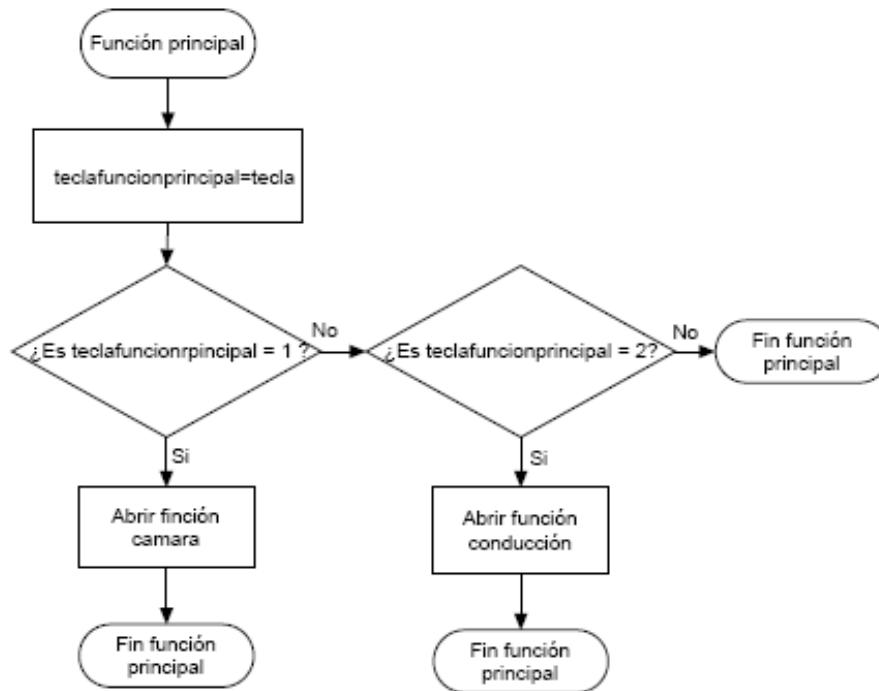 Función principal
teclafuncionprincipal=tecla
¿Es teclafuncionrpincipal = 1 ?
No
¿Es teclafuncionprincipal = 2?
No
Fin función
principal
Si
Si
Abrir finción
camara
Abrir función
conducción
Fin función
principal
Fin función
principal